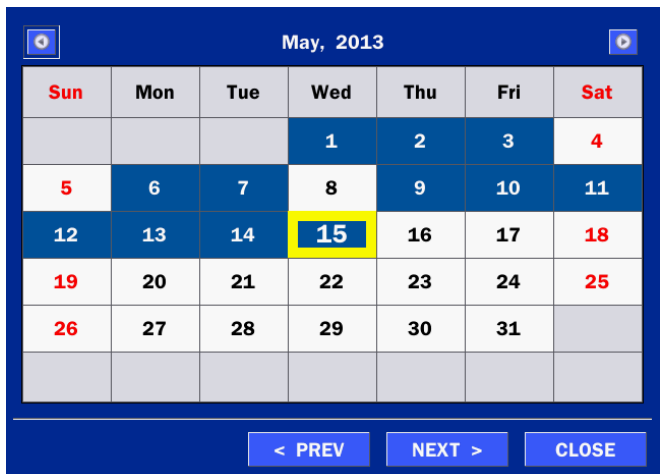 May, 2013
Sun Mon Tue Wed Thu Fri Sat
1 2 3 4
5 6 7 8 9 10 11
12 13 14 15 16 17 18
19 20 21 22 23 24 25
26 27 28 29 30 31
< PREV NEXT > CLOSE